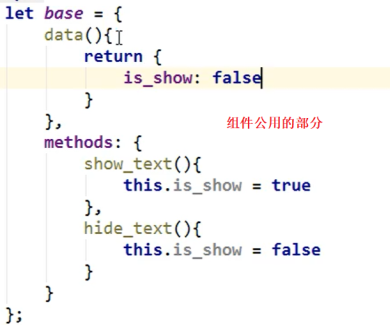 let base = {
data(){
return {
is_show: false
}
},
组件公用的部分
methods: {
show_text(){
this.is_show = true
},
hide_text(){
this.is_show = false
}
}
};